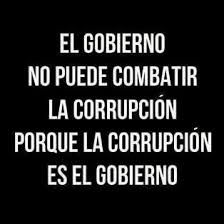 EL GOBIERNO
NO PUEDE COMBATIR
LA CORRUPCIÓN
PORQUE LA CORRUPCIÓN
ES EL GOBIERNO